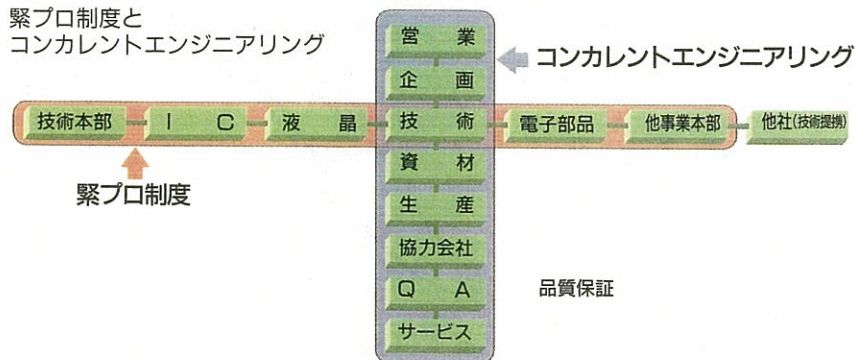 緊プロ制度と
コンカレントエンジニアリング
営業
コンカレントエンジニアリング
企画
技術本部 IC 液晶 技術 電子部品 他事業本部 他社(技術提携)
緊プロ制度
資材
生産
協力会社
QA 品質保証
サービス